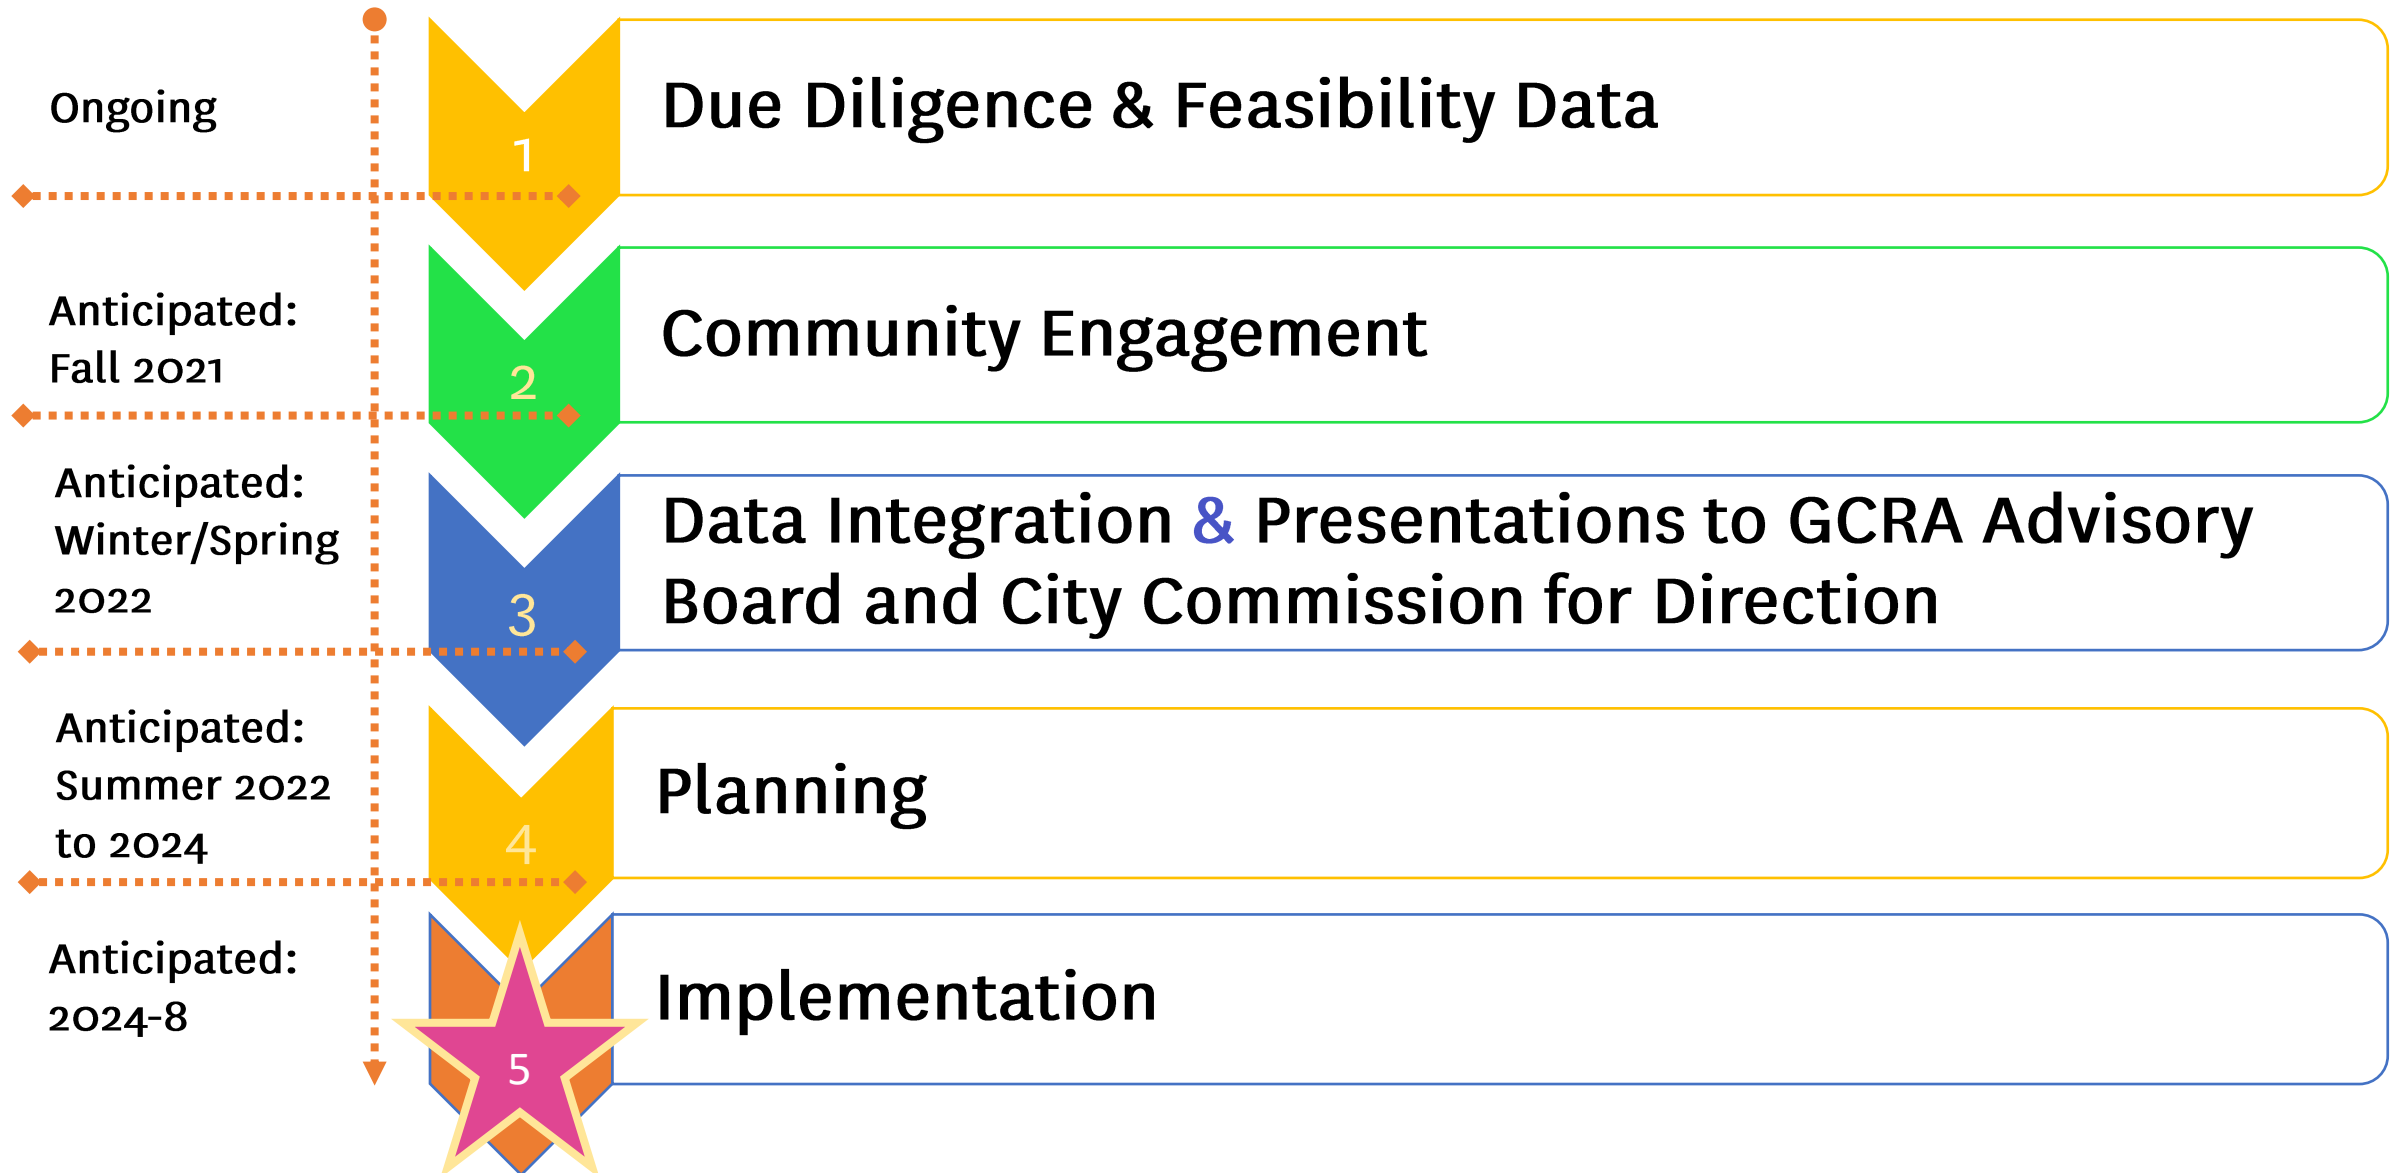 Ongoing
1
Due Diligence & Feasibility Data
Anticipated:
Fall 2021
2
Community Engagement
Anticipated:
Winter/Spring
2022
3
Data Integration & Presentations to GCRA Advisory
Board and City Commission for Direction
Anticipated:
Summer 2022
to 2024
4
Planning
Anticipated:
2024-8
5
Implementation